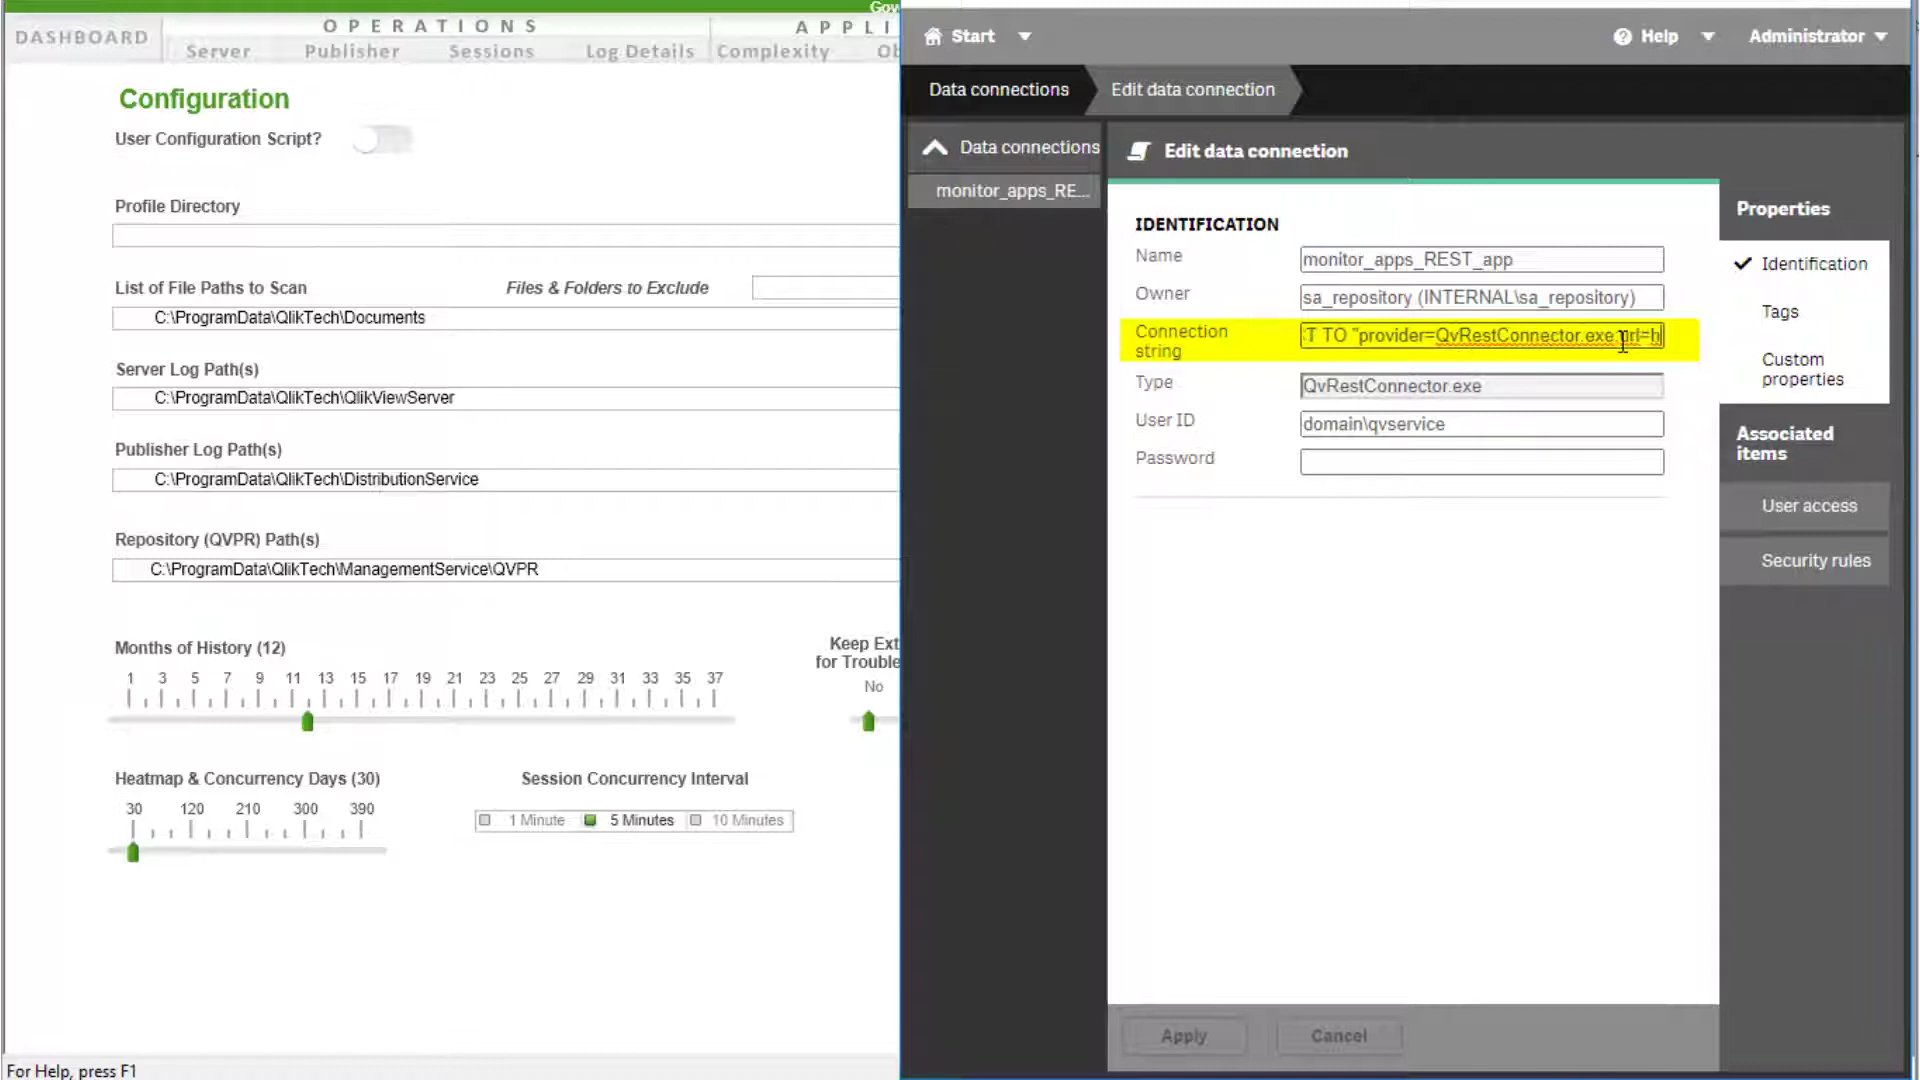 Gov
DASHBOARD
OPERATIONS
APPLI
Server
Publisher
Sessions
Log Details
Complexity
Ob
Configuration
User Configuration Script?
Profile Directory
List of File Paths to Scan
Files & Folders to Exclude
C:\ProgramData\QlikTech\Documents
Server Log Path(s)
C:\ProgramData\QlikTech\QlikViewServer
Publisher Log Path(s)
C:\ProgramData\QlikTech\DistributionService
Repository (QVPR) Path(s)
C:\ProgramData\QlikTech\ManagementService\QVPR
Months of History (12)
1 3 5 7 9 11 13 15 17 19 21 23 25 27 29 31 33 35 37
Keep Ext
for Trouble
No
Heatmap & Concurrency Days (30)
30 120 210 300 390
Session Concurrency Interval
1 Minute 5 Minutes 10 Minutes
For Help, press F1
Start
Help
Administrator
Data connections
Edit data connection
Data connections
monitor_apps_RE...
Edit data connection
IDENTIFICATION
Name
monitor_apps_REST_app
Owner
sa_repository (INTERNAL\sa_repository)
Connection
string
T TO "provider=QvRestConnector.exe;url=h
Type
QvRestConnector.exe
User ID
domain\qvservice
Password
Apply
Cancel
Properties
Identification
Tags
Custom
properties
Associated
items
User access
Security rules